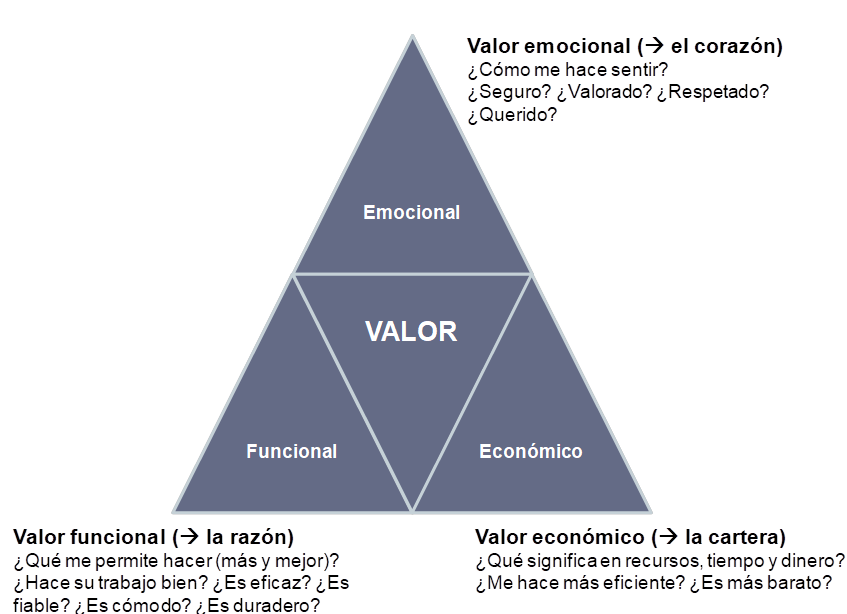 Valor emocional (→ el corazón)
¿Cómo me hace sentir?
¿Seguro? ¿Valorado? ¿Respetado?
¿Querido?
Emocional
VALOR
Funcional
Económico
Valor funcional (→ la razón)
¿Qué me permite hacer (más y mejor)?
¿Hace su trabajo bien? ¿Es eficaz? ¿Es
fiable? ¿Es cómodo? ¿Es duradero?
Valor económico (→ la cartera)
¿Qué significa en recursos, tiempo y dinero?
¿Me hace más eficiente? ¿Es más barato?